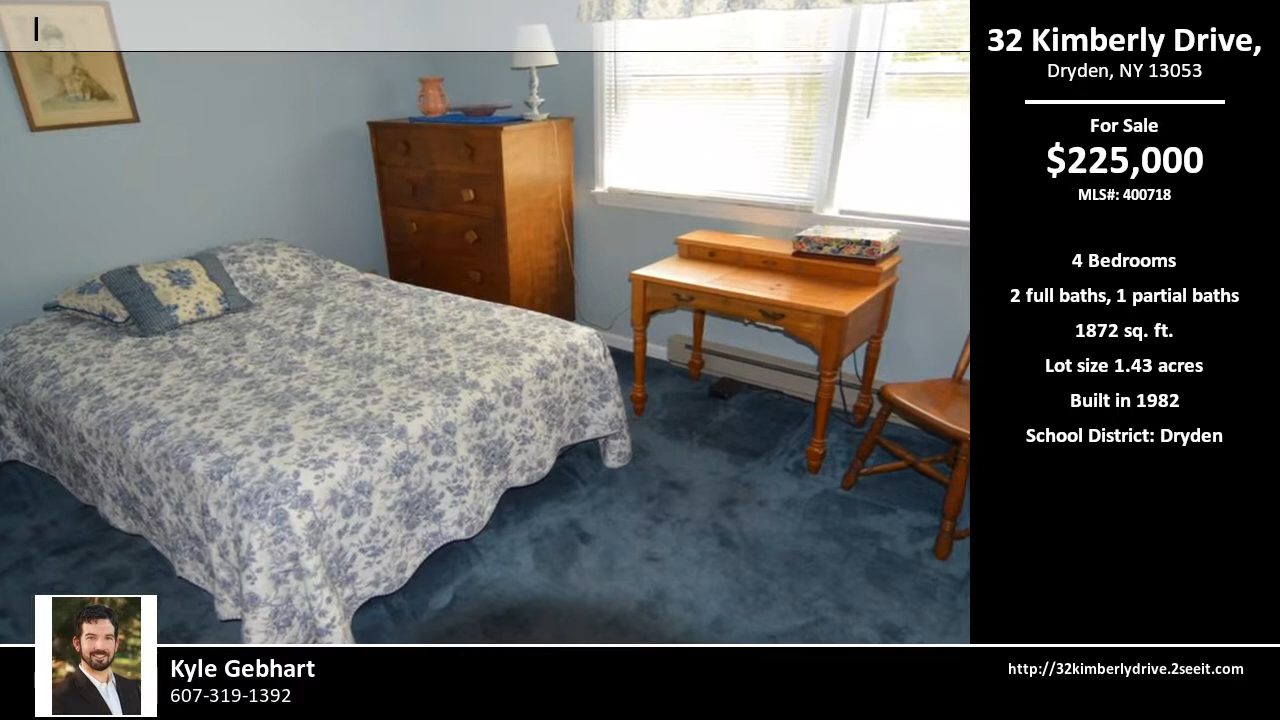 32 Kimberly Drive,
Dryden, NY 13053
For Sale
$225,000
MLS#: 400718
4 Bedrooms
2 full baths, 1 partial baths
1872 sq. ft.
Lot size 1.43 acres
Built in 1982
School District: Dryden
Kyle Gebhart
607-319-1392
http://32kimberlydrive.2seeit.com